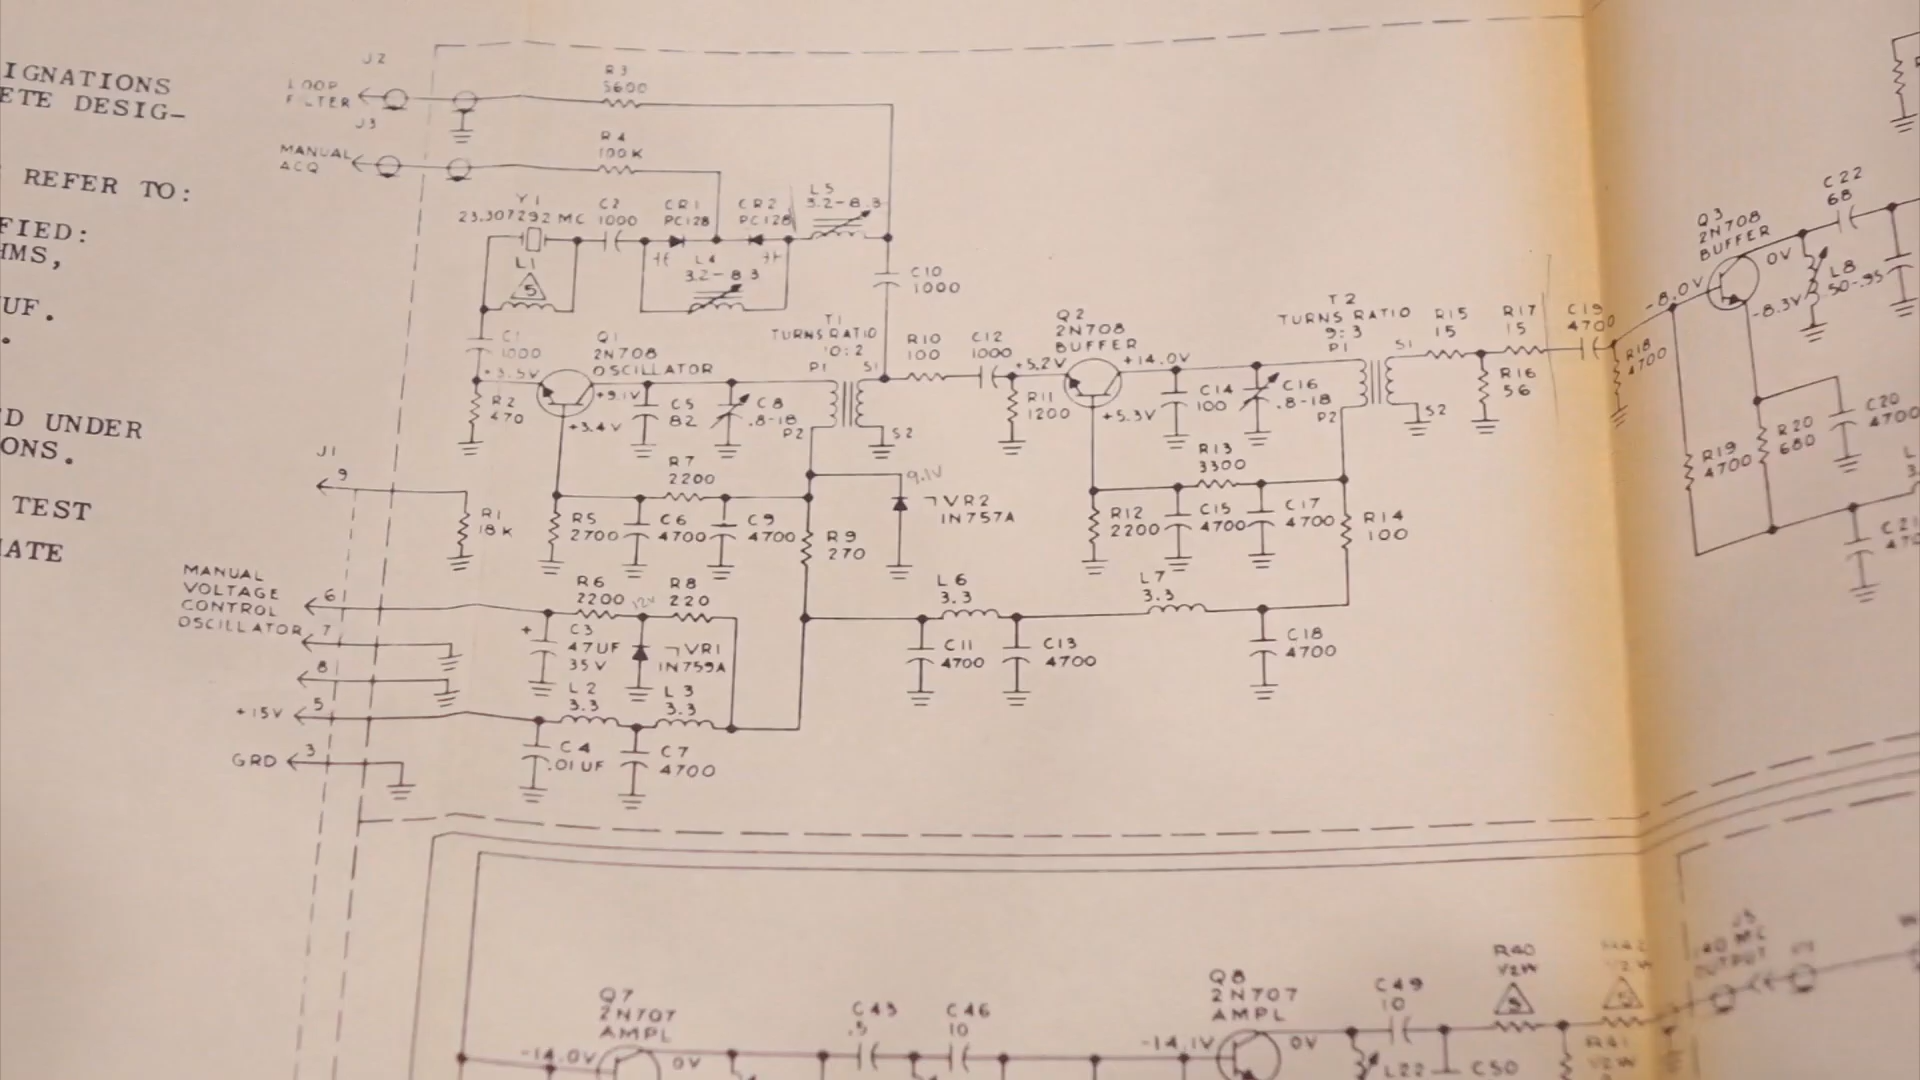 IGNATIONS
ETE DESIG-
REFER TO:
FIED:
HMS,
UF.
D UNDER
ONS.
TEST
IATE
J2
LOOP
FILTER
J3
MANUAL
ACQ
R3
5600
R4
100K
Y1
23.307292 MC
C2
1000
CR1
PC128
CR2
PC128
L5
3.2-8.3
L1
5
L4
3.2-8.3
C10
1000
C1
1000
Q1
2N708
OSCILLATOR
+3.5V
+9.1V
+3.4V
R2
470
C5
82
C8
.8-18
T1
TURNS RATIO
10:2
P1
S1
P2
S2
R10
100
C12
1000
Q2
2N708
BUFFER
+5.2V
+14.0V
+5.3V
R11
1200
C14
100
C16
.8-18
T2
TURNS RATIO
9:3
P1
S1
P2
S2
R15
15
R17
15
C19
4700
R16
56
R18
4700
-8.0V
Q3
2N708
BUFFER
0V
-8.3V
C22
68
L8
.50-.95
R19
4700
R20
680
C20
4700
J1
9
R1
18K
R7
2200
R5
2700
C6
4700
C9
4700
R9
270
9.1V
VR2
IN757A
R13
3300
R12
2200
C15
4700
C17
4700
R14
100
MANUAL
VOLTAGE
CONTROL
OSCILLATOR
6
7
8
R6
2200
12V
R8
220
+
C3
47UF
35V
VR1
IN759A
L6
3.3
L7
3.3
C11
4700
C13
4700
C18
4700
+15V
5
L2
3.3
L3
3.3
GRD
3
C4
.01UF
C7
4700
Q7
2N707
AMPL
-14.0V
0V
C43
.5
C46
10
Q8
2N707
AMPL
-14.1V
0V
C49
10
L22
C50
R40
1/2W
R41
1/2W
OUTPUT